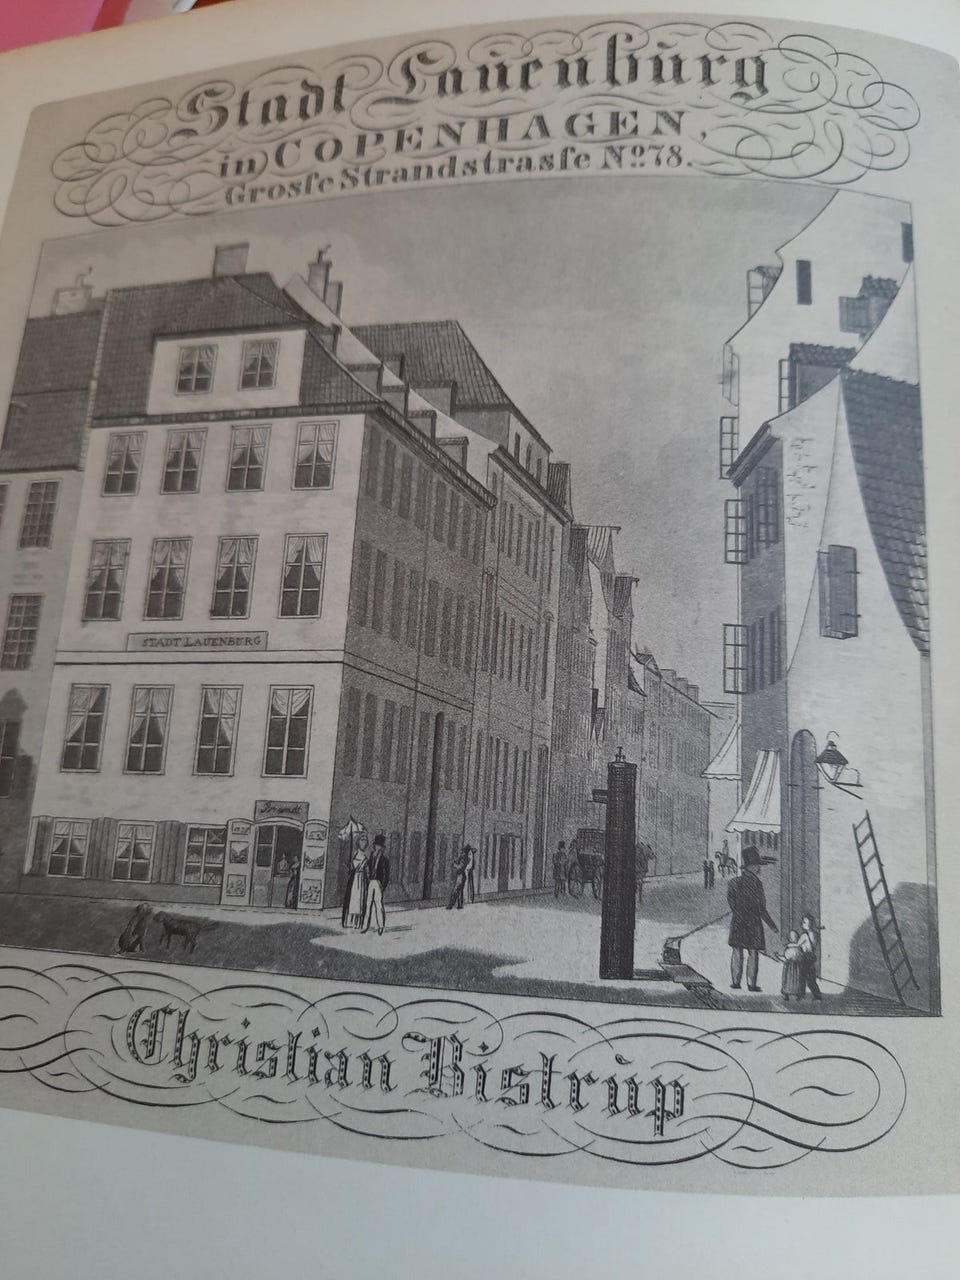 Stadt Lauenburg
in COPENHAGEN,
Grosse Strandstrasse No. 78.
STADT LAUENBURG
Christian Bistrup